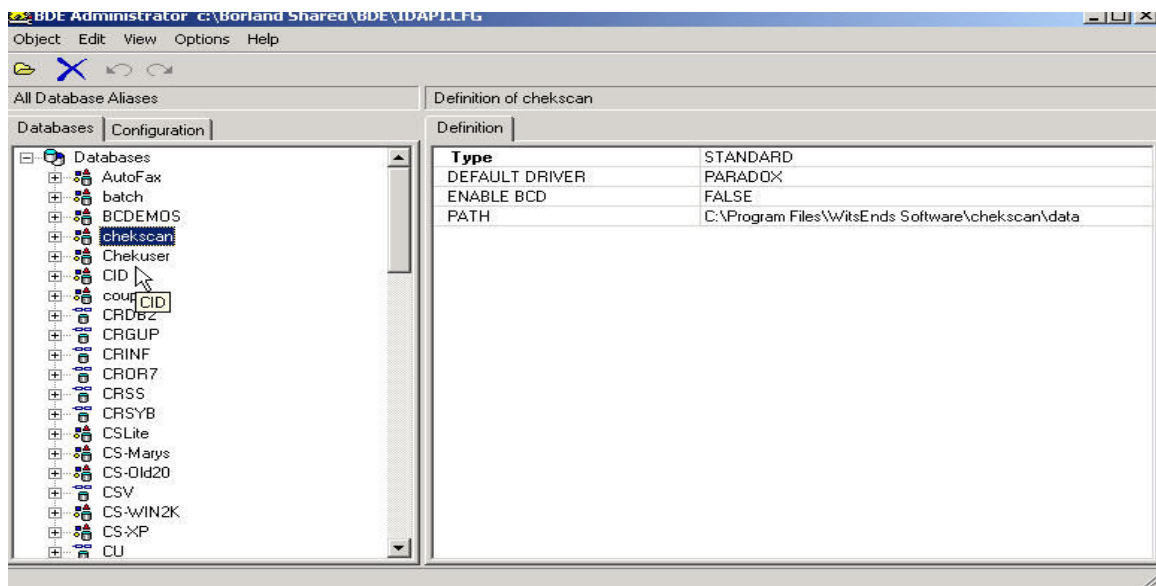 BDE Administrator c:\Borland Shared\BDE\IDAPI.CFG
Object Edit View Options Help
All Database Aliases
Definition of chekscan
Databases Configuration
Definition
Databases
AutoFax
batch
BCDEMOS
chekscan
Chekuser
CID
CID
CRDB2
CRGUP
CRINF
CROR7
CRSS
CRSYB
CSLite
CS-Marys
CS-Old20
CSV
CS-WIN2K
CS-XP
CU
Type STANDARD
DEFAULT DRIVER PARADOX
ENABLE BCD FALSE
PATH C:\Program Files\WitsEnds Software\chekscan\data